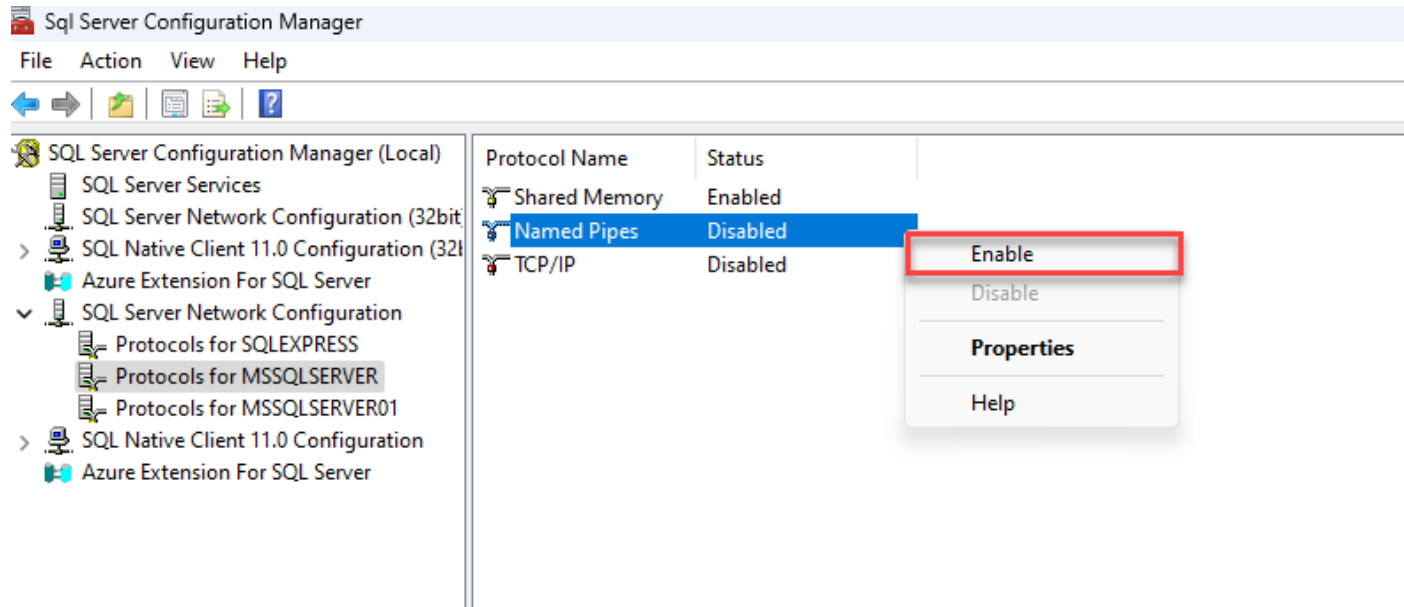 Sql Server Configuration Manager
File Action View Help
SQL Server Configuration Manager (Local)
SQL Server Services
SQL Server Network Configuration (32bit)
SQL Native Client 11.0 Configuration (32b
Azure Extension For SQL Server
SQL Server Network Configuration
Protocols for SQLEXPRESS
Protocols for MSSQLSERVER
Protocols for MSSQLSERVER01
SQL Native Client 11.0 Configuration
Azure Extension For SQL Server
Protocol Name Status
Shared Memory Enabled
Named Pipes Disabled
TCP/IP Disabled
Enable
Disable
Properties
Help